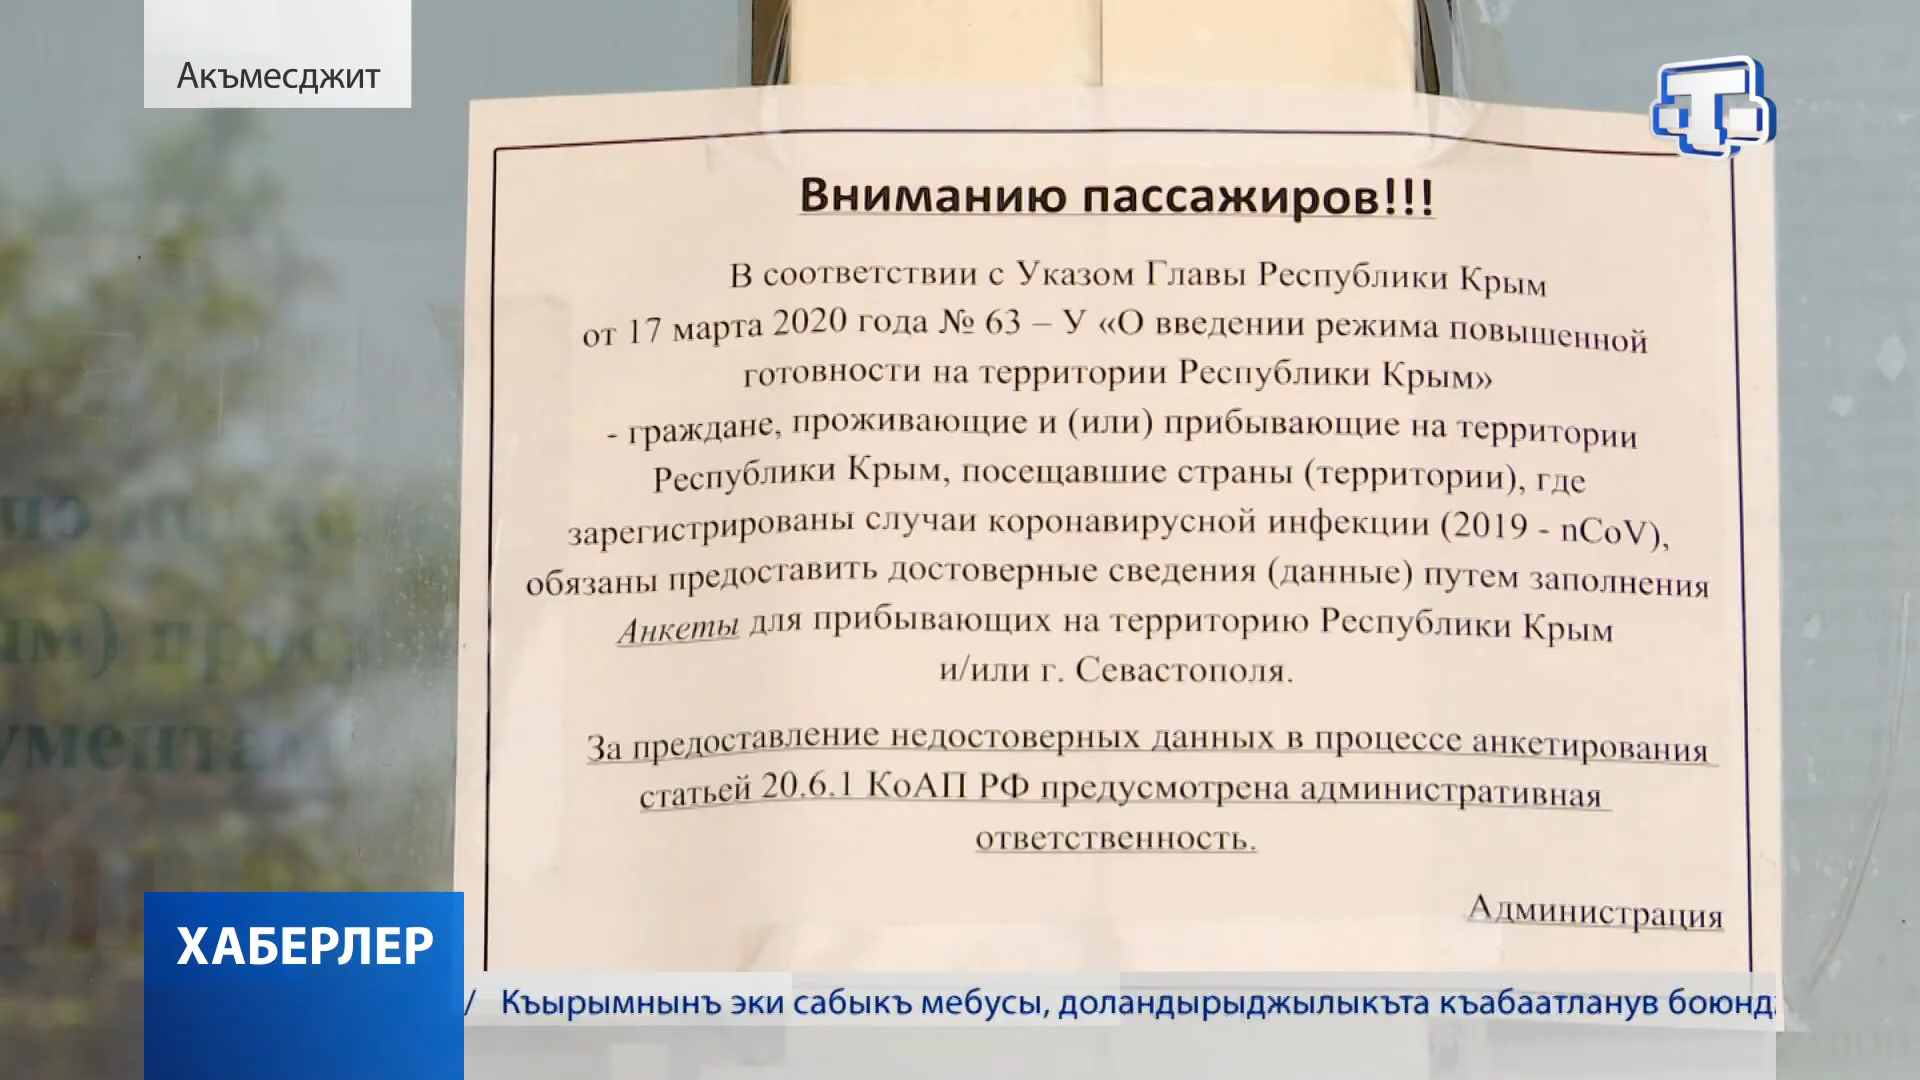 Акъмесджит
Вниманию пассажиров!!!
В соответствии с Указом Главы Республики Крым
от 17 марта 2020 года № 63 – У «О введении режима повышенной
готовности на территории Республики Крым»
- граждане, проживающие и (или) прибывающие на территории
Республики Крым, посещавшие страны (территории), где
зарегистрированы случаи коронавирусной инфекции (2019 - nCoV),
обязаны предоставить достоверные сведения (данные) путем заполнения
Анкеты для прибывающих на территорию Республики Крым
и/или г. Севастополя.
За предоставление недостоверных данных в процессе анкетирования
статьей 20.6.1 КоАП РФ предусмотрена административная
ответственность.
Администрация
ХАБЕРЛЕР
/ Къырымнынъ эки сабыкъ мебусы, доландырыджылыкъта къабаатланув